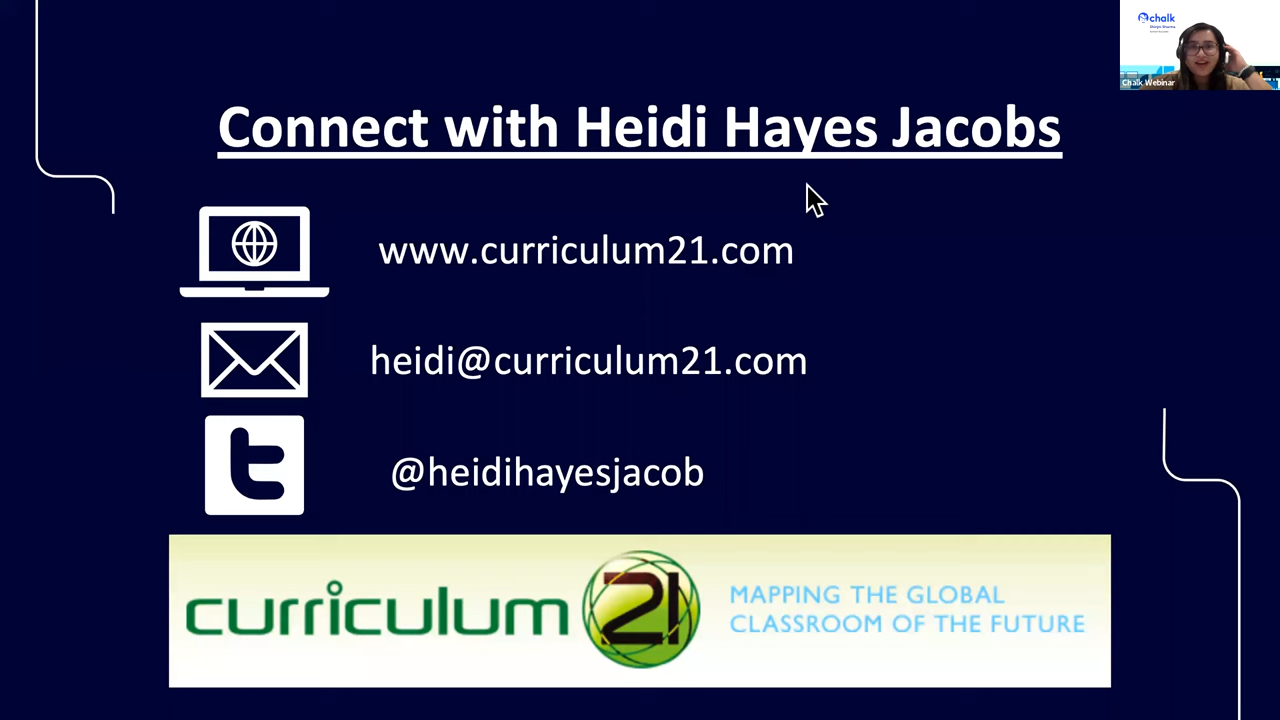 chalk
Chalk Webinar
Connect with Heidi Hayes Jacobs
www.curriculum21.com
heidi@curriculum21.com
@heidihayesjacob
curriculum 21
MAPPING THE GLOBAL
CLASSROOM OF THE FUTURE